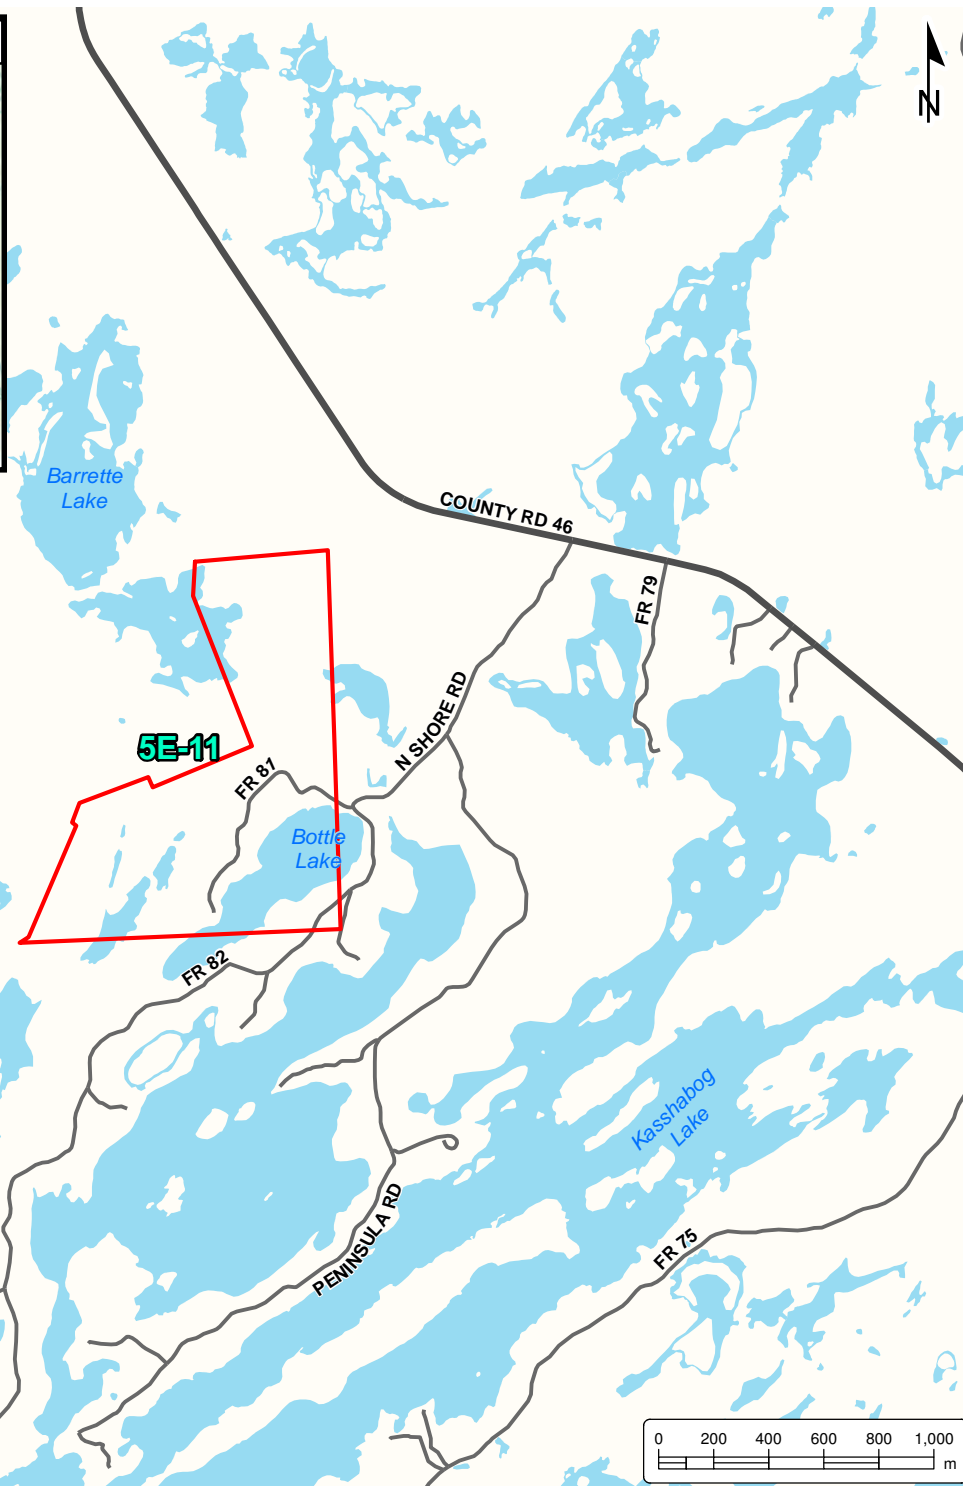 N
Barrette
Lake
COUNTY RD 46
FR 79
N SHORE RD
5E-11
FR 81
Bottle
Lake
FR 82
Kasshabog
Lake
PENINSULA RD
FR 75
0 200 400 600 800 1,000
m